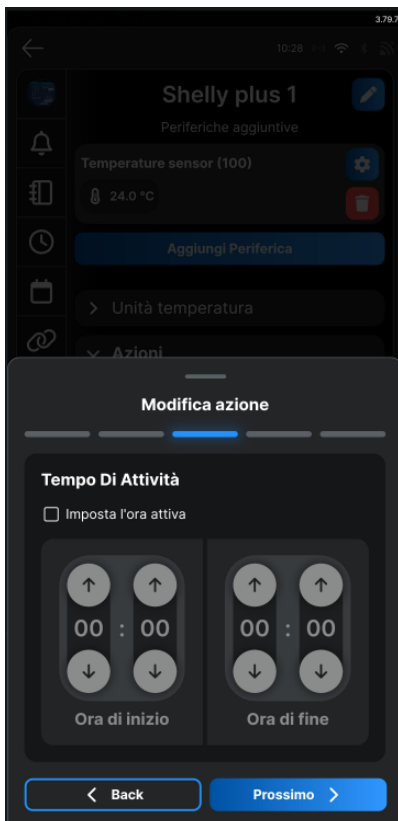 3.79.7
10:28
Shelly plus 1
Periferiche aggiuntive
Temperature sensor (100)
24.0 °C
Aggiungi Periferica
Unità temperatura
Azioni
Modifica azione
Tempo Di Attività
Imposta l'ora attiva
00 : 00 00 : 00
Ora di inizio Ora di fine
Back Prossimo